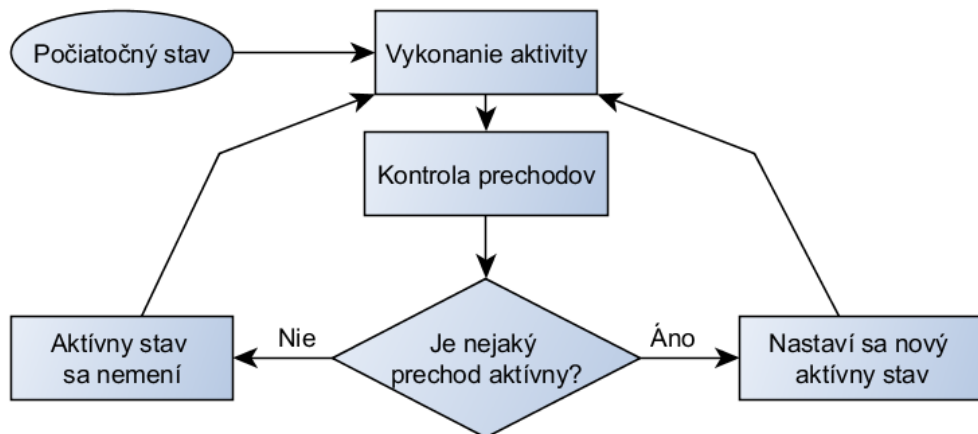 Počiatočný stav
Vykonanie aktivity
Kontrola prechodov
Je nejaký
prechod aktívny?
Nie
Áno
Aktívny stav
sa nemení
Nastaví sa nový
aktívny stav